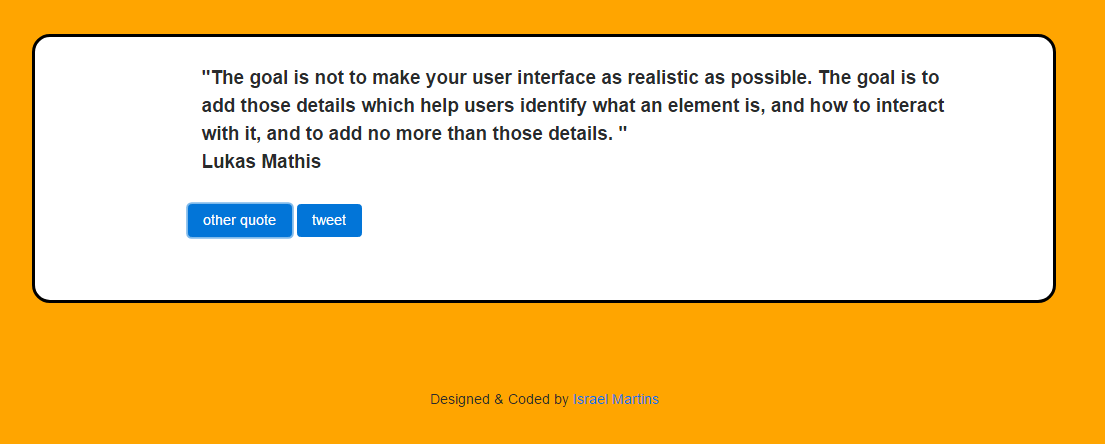 "The goal is not to make your user interface as realistic as possible. The goal is to
add those details which help users identify what an element is, and how to interact
with it, and to add no more than those details. "
Lukas Mathis
other quote tweet
Designed & Coded by Israel Martins